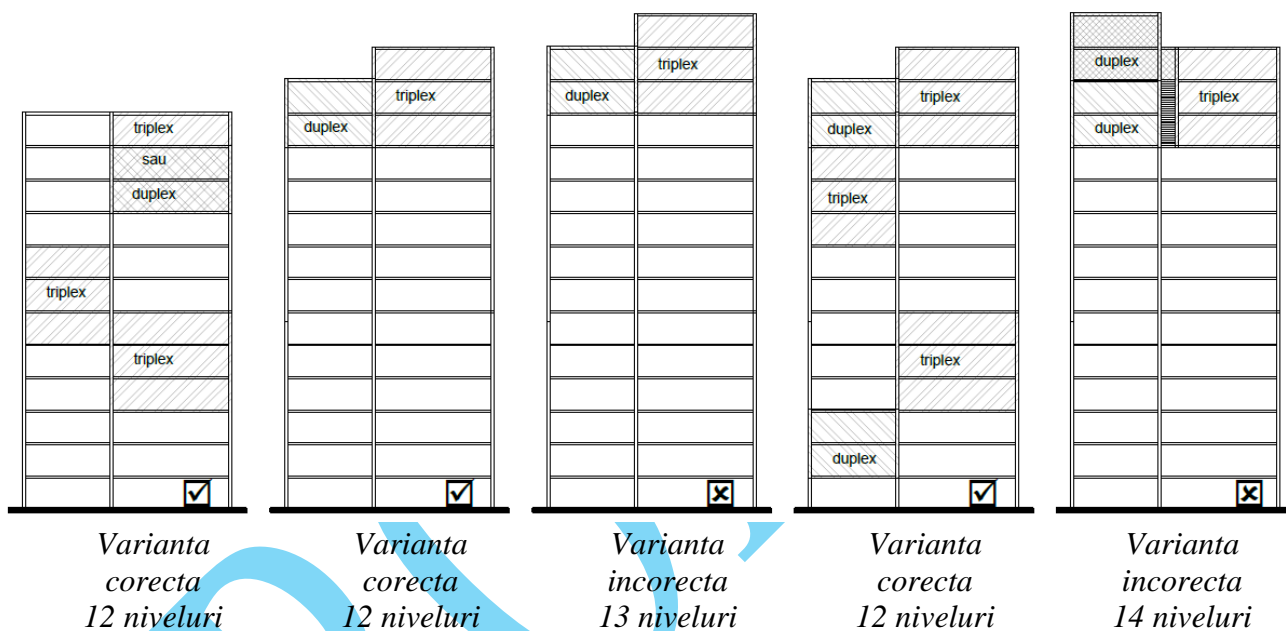 triplex
sau
duplex
triplex
triplex
Varianta
corecta
12 niveluri
triplex
duplex
Varianta
corecta
12 niveluri
triplex
duplex
Varianta
incorecta
13 niveluri
triplex
duplex
triplex
triplex
duplex
Varianta
corecta
12 niveluri
duplex
triplex
duplex
Varianta
incorecta
14 niveluri